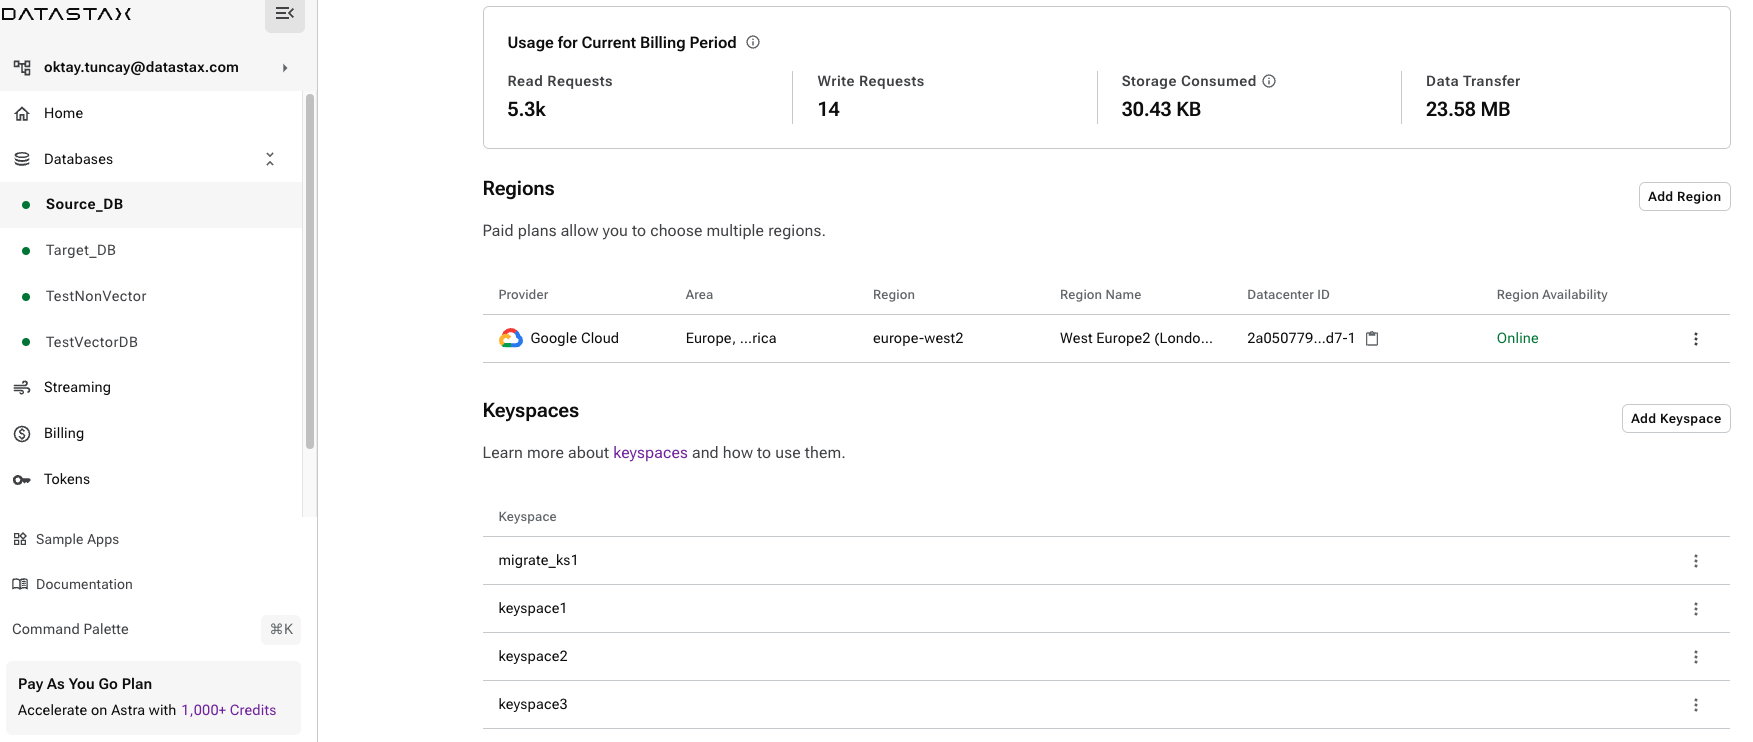 DATASTAX
oktay.tuncay@datastax.com
Home
Databases
Source_DB
Target_DB
TestNonVector
TestVectorDB
Streaming
Billing
Tokens
Sample Apps
Documentation
Command Palette ⌘K
Pay As You Go Plan
Accelerate on Astra with 1,000+ Credits
Usage for Current Billing Period
Read Requests Write Requests Storage Consumed Data Transfer
5.3k 14 30.43 KB 23.58 MB
Regions
Add Region
Paid plans allow you to choose multiple regions.
Provider Area Region Region Name Datacenter ID Region Availability
Google Cloud Europe, ...rica europe-west2 West Europe2 (Londo... 2a050779...d7-1 Online
Keyspaces
Add Keyspace
Learn more about keyspaces and how to use them.
Keyspace
migrate_ks1
keyspace1
keyspace2
keyspace3